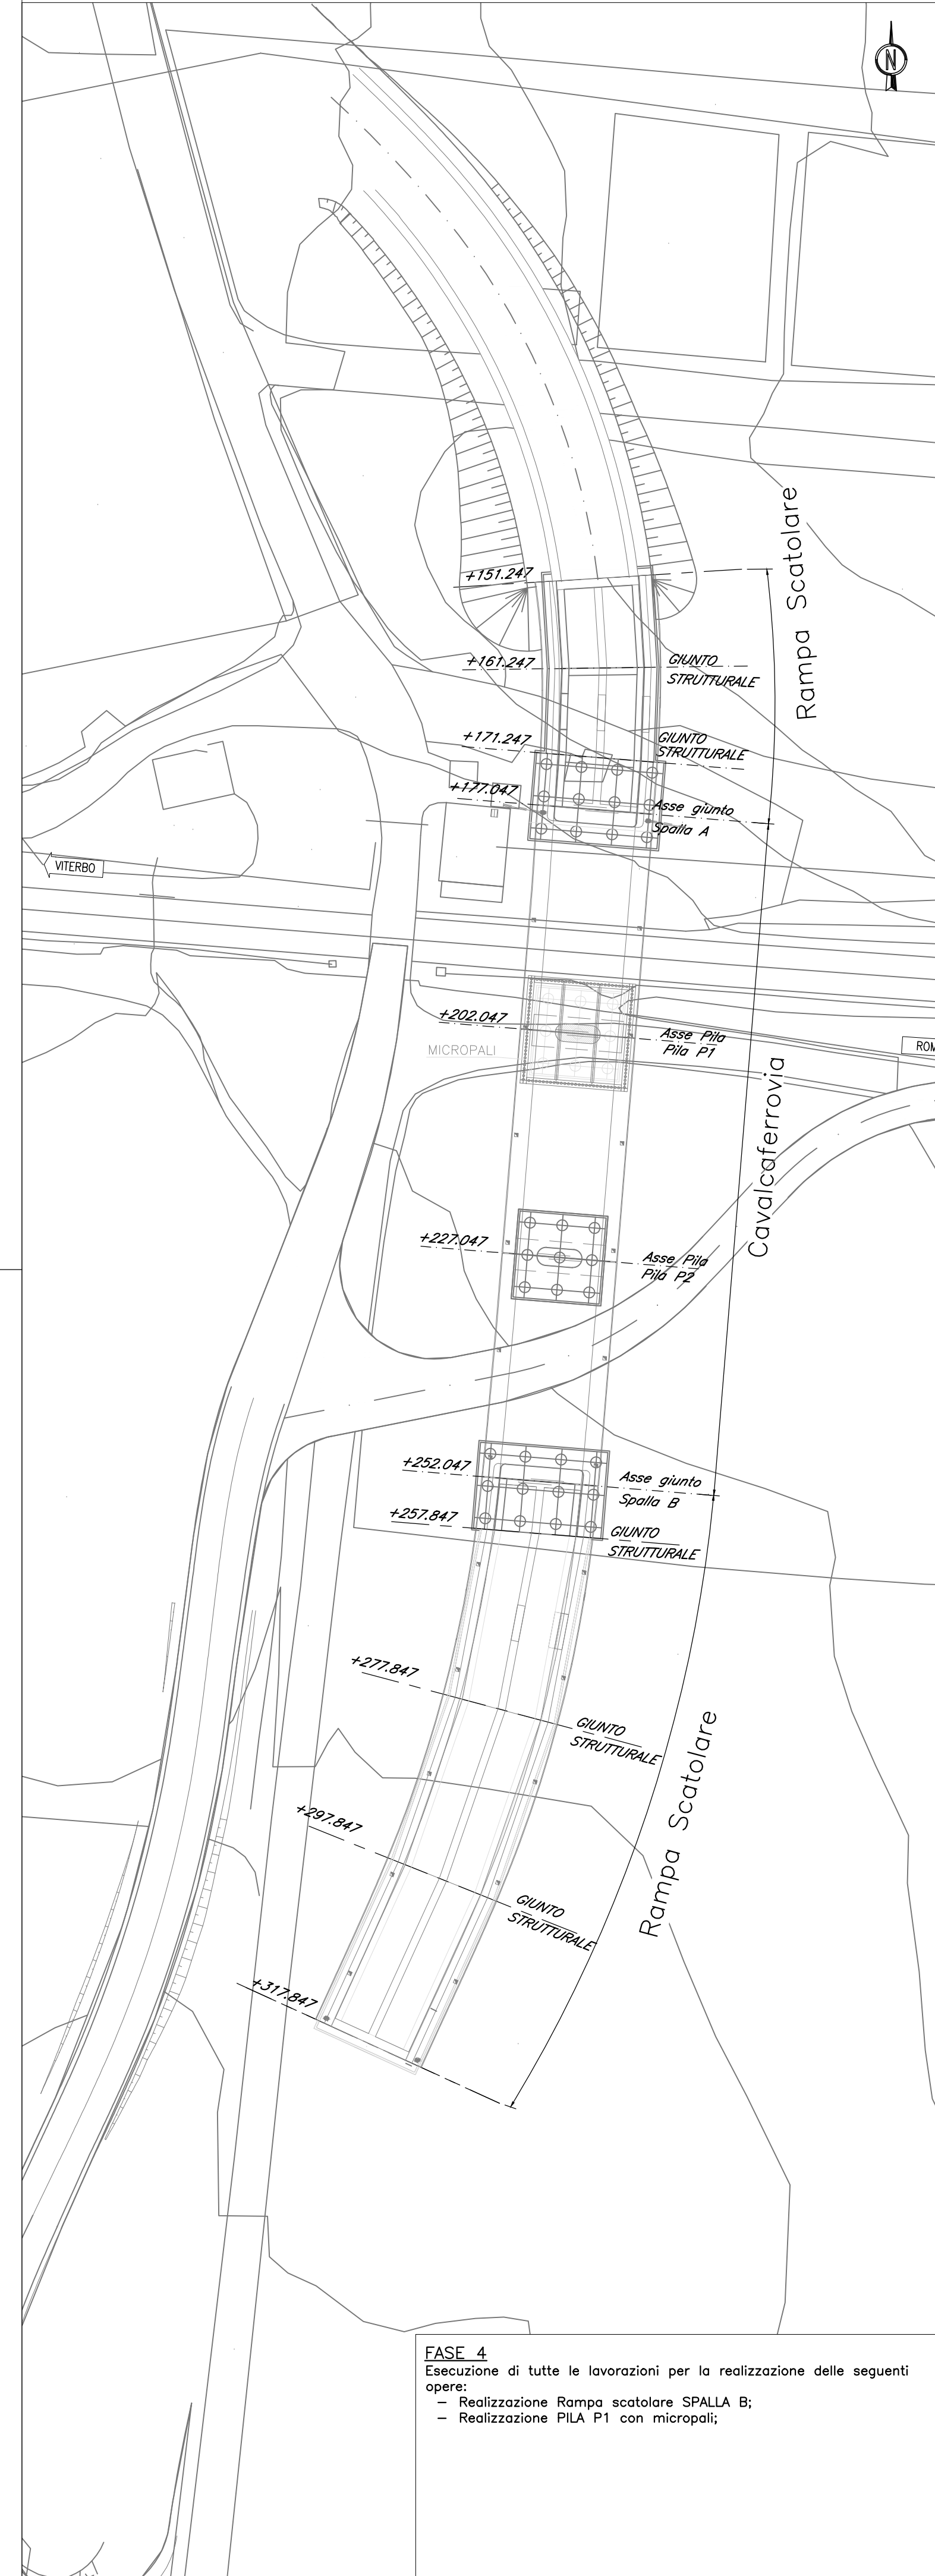 N
Rampa Scatolare
+151.247
+161.247
GIUNTO
STRUTTURALE
+171.247
GIUNTO
STRUTTURALE
+177.047
Asse giunto
Spalla A
VITERBO
+202.047
Asse Pila
Pila P1
MICROPALI
Cavalcaferrovia
+227.047
Asse Pila
Pila P2
+252.047
Asse giunto
Spalla B
+257.847
GIUNTO
STRUTTURALE
+277.847
GIUNTO
STRUTTURALE
Rampa Scatolare
+297.847
GIUNTO
STRUTTURALE
+317.847
FASE 4
Esecuzione di tutte le lavorazioni per la realizzazione delle seguenti
opere:
– Realizzazione Rampa scatolare SPALLA B;
– Realizzazione PILA P1 con micropali;